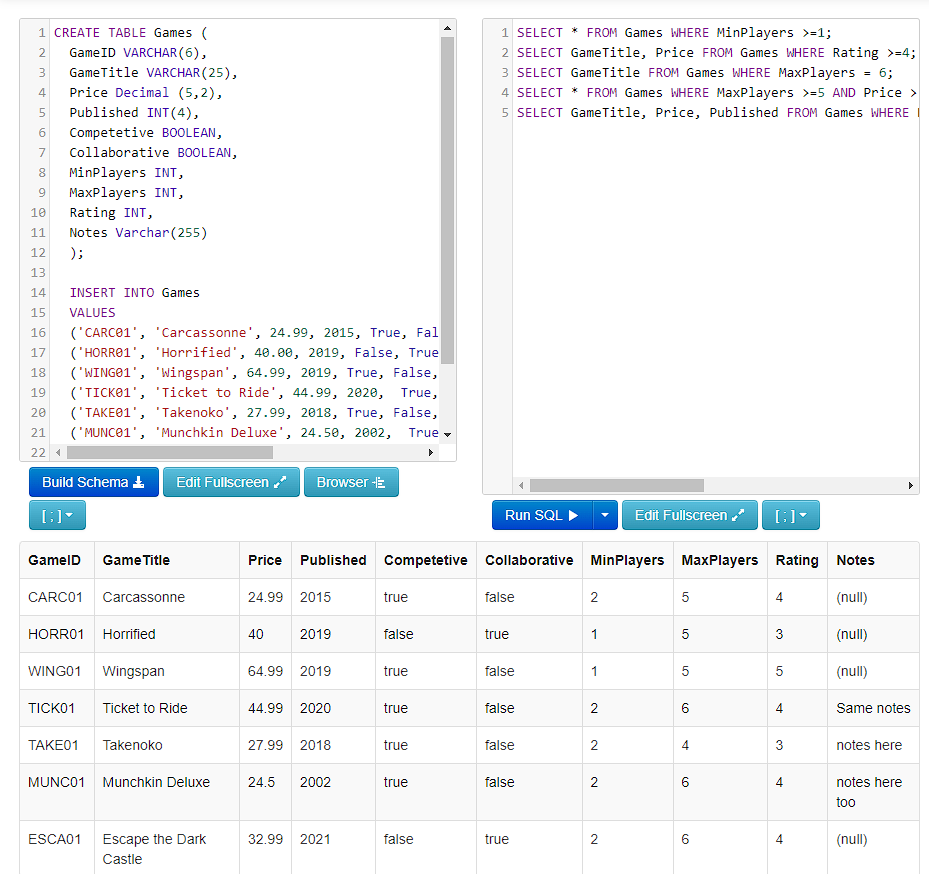 1 CREATE TABLE Games (
2 GameID VARCHAR(6),
3 GameTitle VARCHAR(25),
4 Price Decimal (5,2),
5 Published INT(4),
6 Competetive BOOLEAN,
7 Collaborative BOOLEAN,
8 MinPlayers INT,
9 MaxPlayers INT,
10 Rating INT,
11 Notes Varchar(255)
12 );
13
14 INSERT INTO Games
15 VALUES
16 ('CARC01', 'Carcassonne', 24.99, 2015, True, Fal
17 ('HORR01', 'Horrified', 40.00, 2019, False, True
18 ('WING01', 'Wingspan', 64.99, 2019, True, False,
19 ('TICK01', 'Ticket to Ride', 44.99, 2020, True,
20 ('TAKE01', 'Takenoko', 27.99, 2018, True, False,
21 ('MUNC01', 'Munchkin Deluxe', 24.50, 2002, True
22
Build Schema Edit Fullscreen Browser
[ ; ]
1 SELECT * FROM Games WHERE MinPlayers >=1;
2 SELECT GameTitle, Price FROM Games WHERE Rating >=4;
3 SELECT GameTitle FROM Games WHERE MaxPlayers = 6;
4 SELECT * FROM Games WHERE MaxPlayers >=5 AND Price >
5 SELECT GameTitle, Price, Published FROM Games WHERE
Run SQL Edit Fullscreen [ ; ]
GameID GameTitle Price Published Competetive Collaborative MinPlayers MaxPlayers Rating Notes
CARC01 Carcassonne 24.99 2015 true false 2 5 4 (null)
HORR01 Horrified 40 2019 false true 1 5 3 (null)
WING01 Wingspan 64.99 2019 true false 1 5 5 (null)
TICK01 Ticket to Ride 44.99 2020 true false 2 6 4 Same notes
TAKE01 Takenoko 27.99 2018 true false 2 4 3 notes here
MUNC01 Munchkin Deluxe 24.5 2002 true false 2 6 4 notes here
too
ESCA01 Escape the Dark 32.99 2021 false true 2 6 4 (null)
Castle